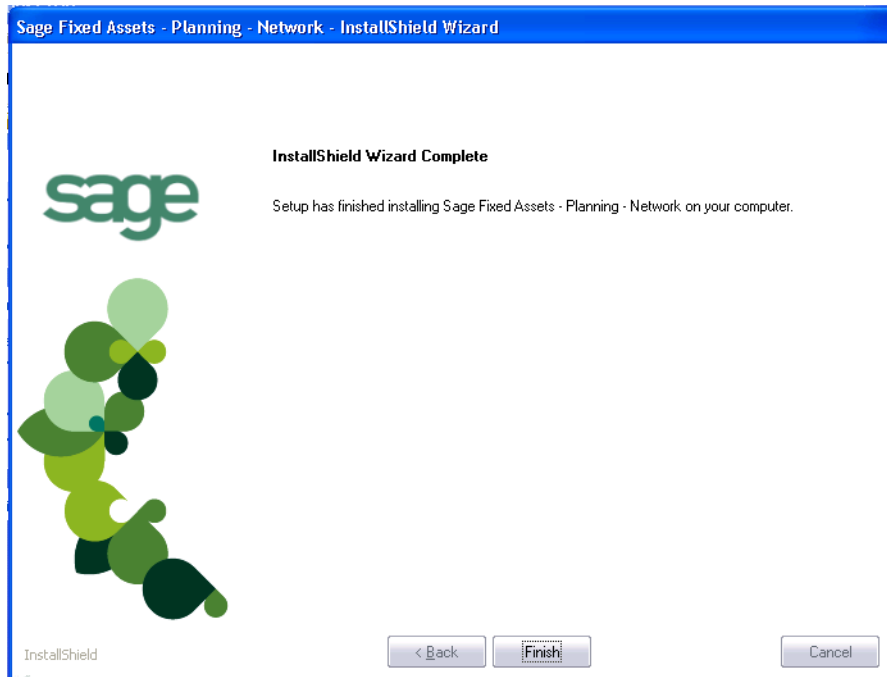 Sage Fixed Assets - Planning - Network - InstallShield Wizard
InstallShield Wizard Complete
sage
Setup has finished installing Sage Fixed Assets - Planning - Network on your computer.
InstallShield
< Back
Finish
Cancel